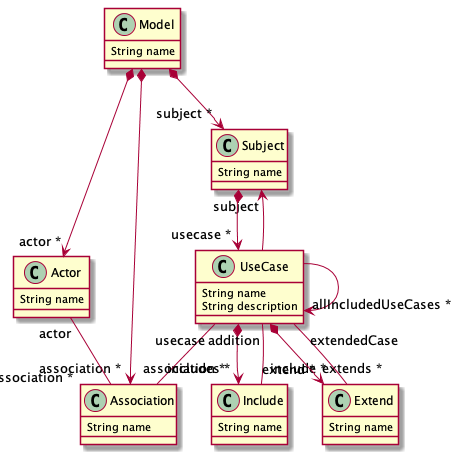 C Model
String name
subject *
C Subject
String name
subject
actor *
usecase *
C Actor
String name
C UseCase
String name
String description
allIncludedUseCases *
actor
usecase addition
extendedCase
association *
associations *
includes *
extend *
include *
extends *
association *
C Association
String name
C Include
String name
C Extend
String name